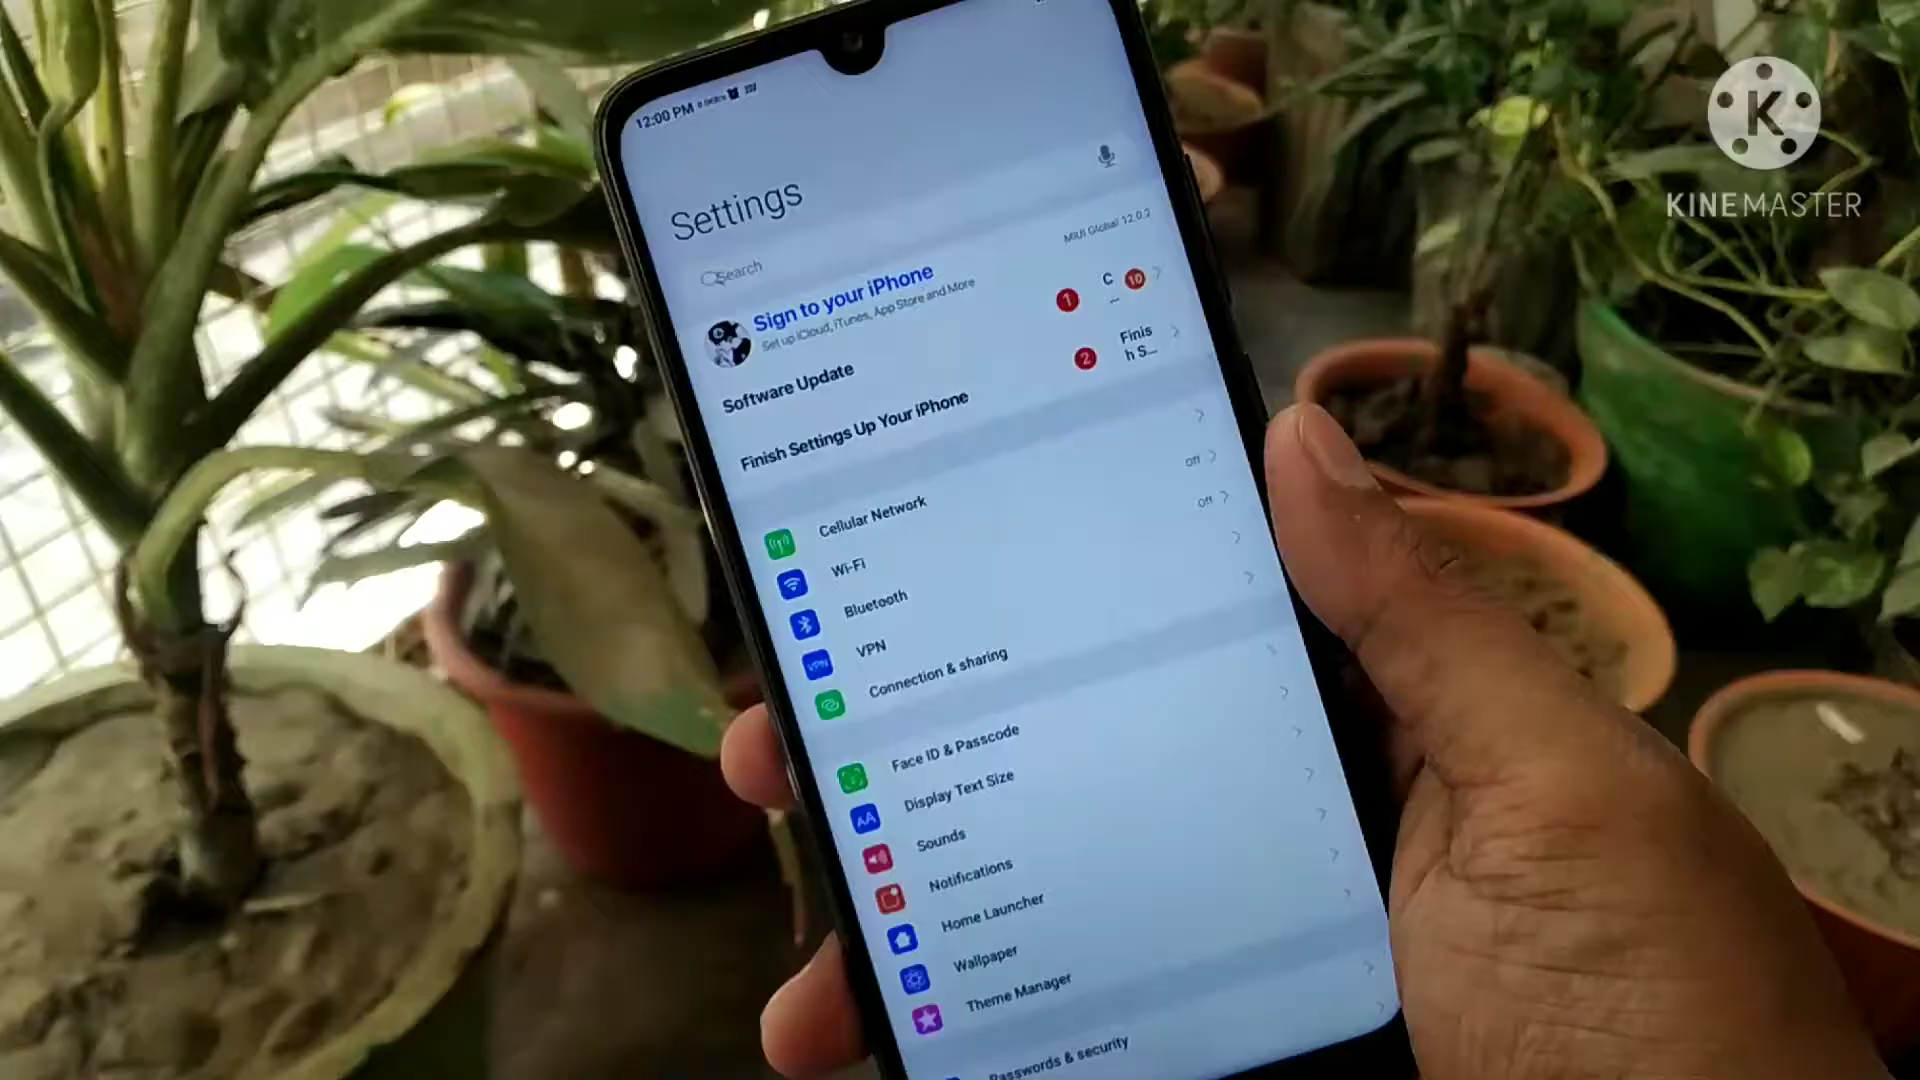 12:00 PM
Settings
Search
MIUI Global 12.0.2
Sign to your iPhone
Set up iCloud, iTunes, App Store and More
1
C
...
10
Software Update
2
Finis
h S...
Finish Settings Up Your iPhone
Cellular Network
Wi-Fi
Off
Bluetooth
Off
VPN
VPN
Connection & sharing
Face ID & Passcode
AA
Display Text Size
Sounds
Notifications
Home Launcher
Wallpaper
Theme Manager
Passwords & security
K
KINEMASTER